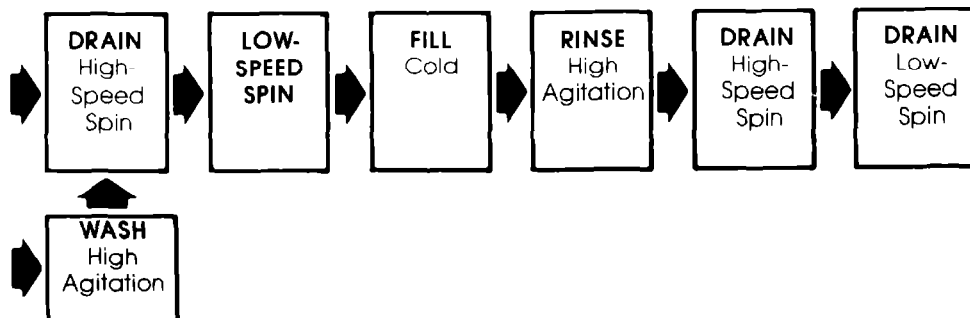 DRAIN
High-
Speed
Spin
LOW-
SPEED
SPIN
FILL
Cold
RINSE
High
Agitation
DRAIN
High-
Speed
Spin
DRAIN
Low-
Speed
Spin
WASH
High
Agitation